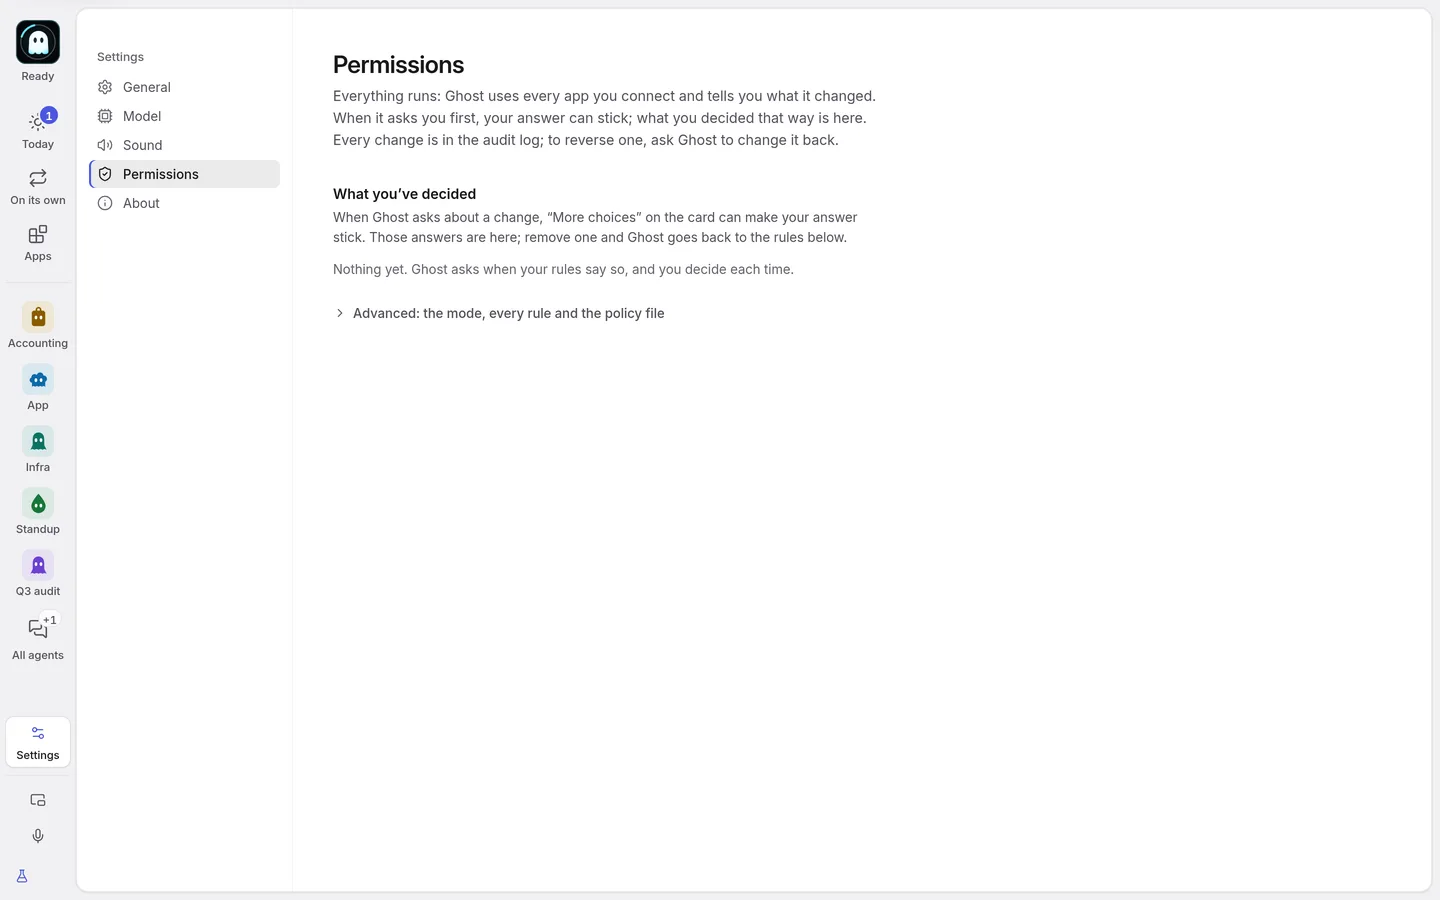 Ready
1
Today
On its own
Apps
Accounting
App
Infra
Standup
Q3 audit
+1
All agents
Settings
Settings
General
Model
Sound
Permissions
About
Permissions
Everything runs: Ghost uses every app you connect and tells you what it changed.
When it asks you first, your answer can stick; what you decided that way is here.
Every change is in the audit log; to reverse one, ask Ghost to change it back.
What you’ve decided
When Ghost asks about a change, “More choices” on the card can make your answer
stick. Those answers are here; remove one and Ghost goes back to the rules below.
Nothing yet. Ghost asks when your rules say so, and you decide each time.
Advanced: the mode, every rule and the policy file